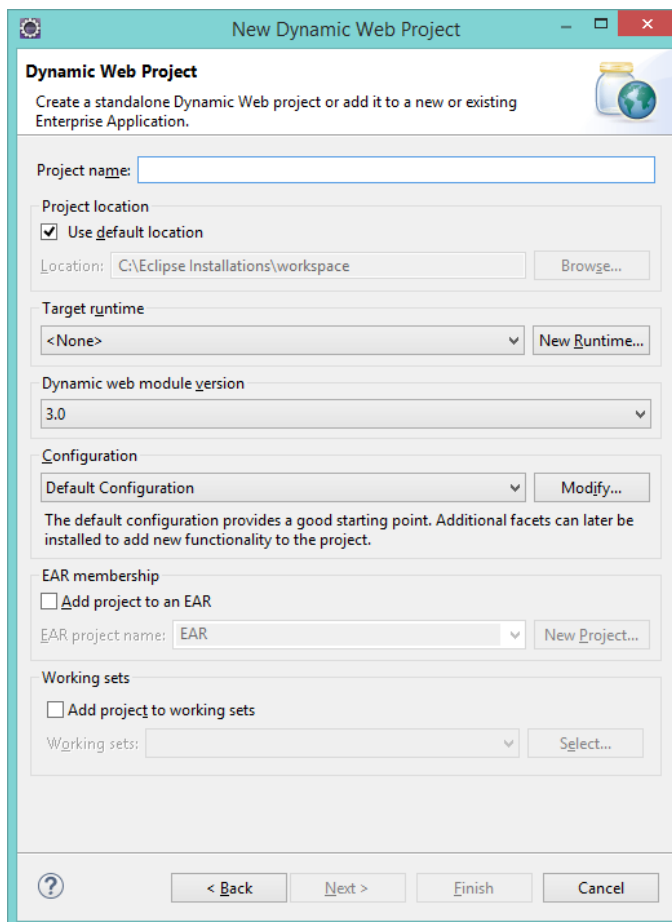 New Dynamic Web Project
Dynamic Web Project
Create a standalone Dynamic Web project or add it to a new or existing
Enterprise Application.
Project name:
Project location
Use default location
Location: C:\Eclipse Installations\workspace Browse...
Target runtime
<None> New Runtime...
Dynamic web module version
3.0
Configuration
Default Configuration Modify...
The default configuration provides a good starting point. Additional facets can later be
installed to add new functionality to the project.
EAR membership
Add project to an EAR
EAR project name: EAR New Project...
Working sets
Add project to working sets
Working sets: Select...
? < Back Next > Finish Cancel